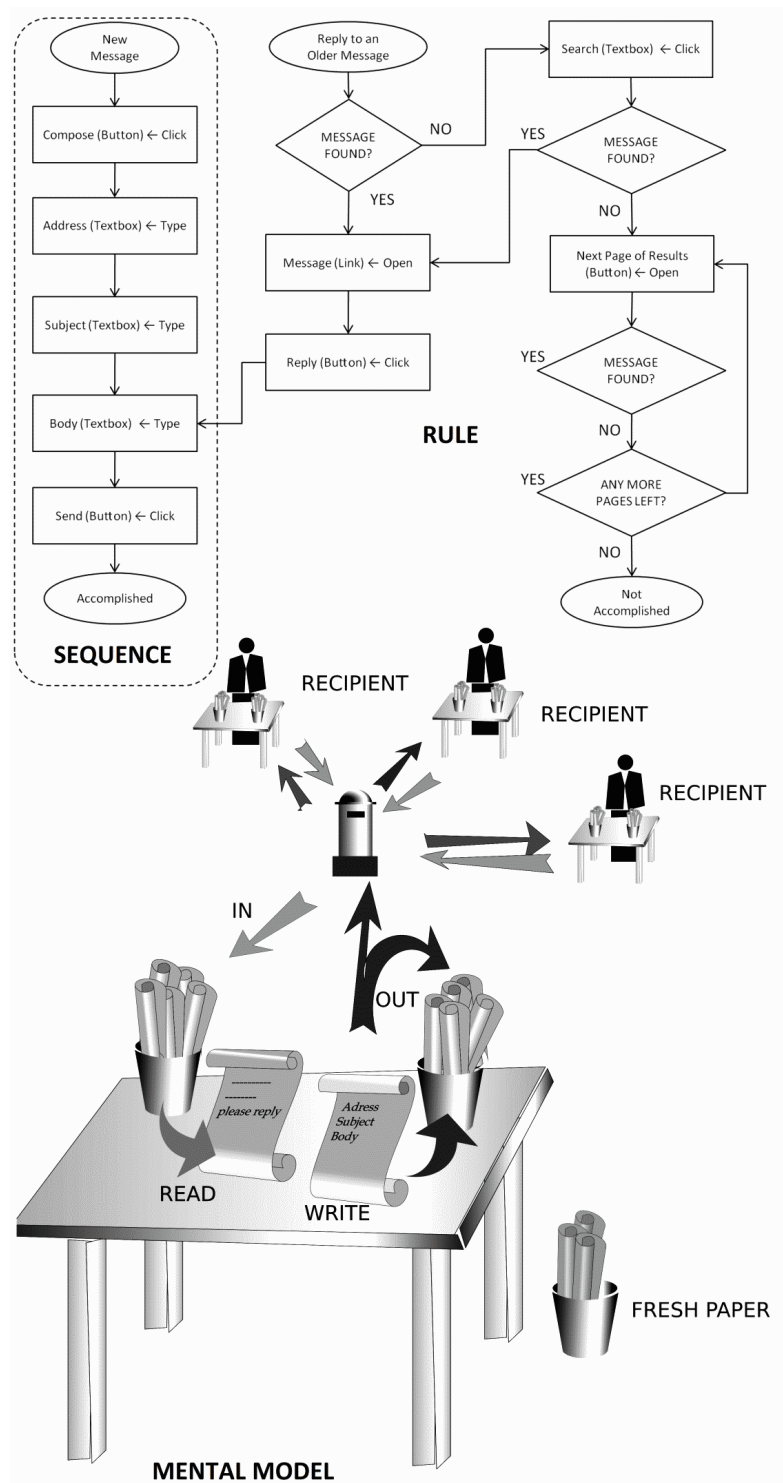 New
Message
Compose (Button) ← Click
Address (Textbox) ← Type
Subject (Textbox) ← Type
Body (Textbox) ← Type
Send (Button) ← Click
Accomplished
SEQUENCE
Reply to an
Older Message
MESSAGE
FOUND?
NO
YES
Message (Link) ← Open
Reply (Button) ← Click
Search (Textbox) ← Click
YES
MESSAGE
FOUND?
NO
Next Page of Results
(Button) ← Open
YES
MESSAGE
FOUND?
NO
YES
ANY MORE
PAGES LEFT?
NO
Not
Accomplished
RULE
RECIPIENT
RECIPIENT
RECIPIENT
IN
OUT
----------
--------
please reply
Adress
Subject
Body
READ
WRITE
FRESH PAPER
MENTAL MODEL